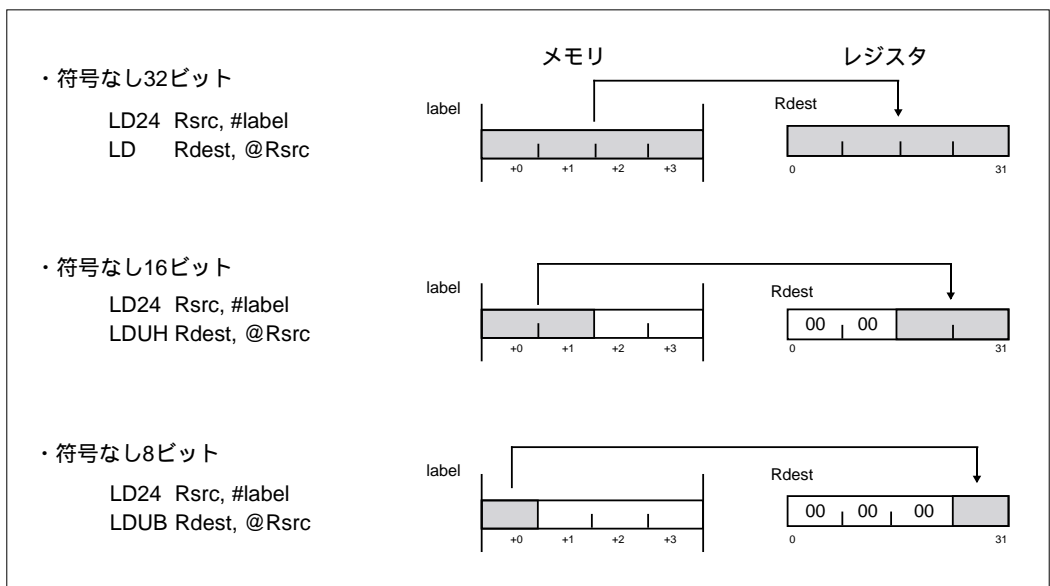 メモリ レジスタ
・符号なし32ビット
LD24 Rsrc, #label
LD Rdest, @Rsrc
label
+0 +1 +2 +3
Rdest
0 31
・符号なし16ビット
LD24 Rsrc, #label
LDUH Rdest, @Rsrc
label
+0 +1 +2 +3
Rdest
00 00
0 31
・符号なし8ビット
LD24 Rsrc, #label
LDUB Rdest, @Rsrc
label
+0 +1 +2 +3
Rdest
00 00 00
0 31